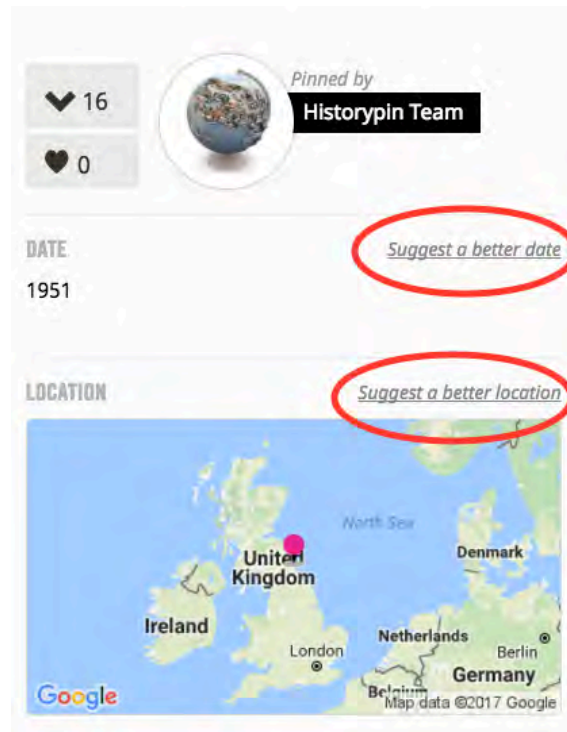 16
0
Pinned by
Historypin Team
DATE
Suggest a better date
1951
LOCATION
Suggest a better location
North Sea
Denmark
United
Kingdom
Ireland
Netherlands
London
Berlin
Germany
Belgium
Google
Map data ©2017 Google